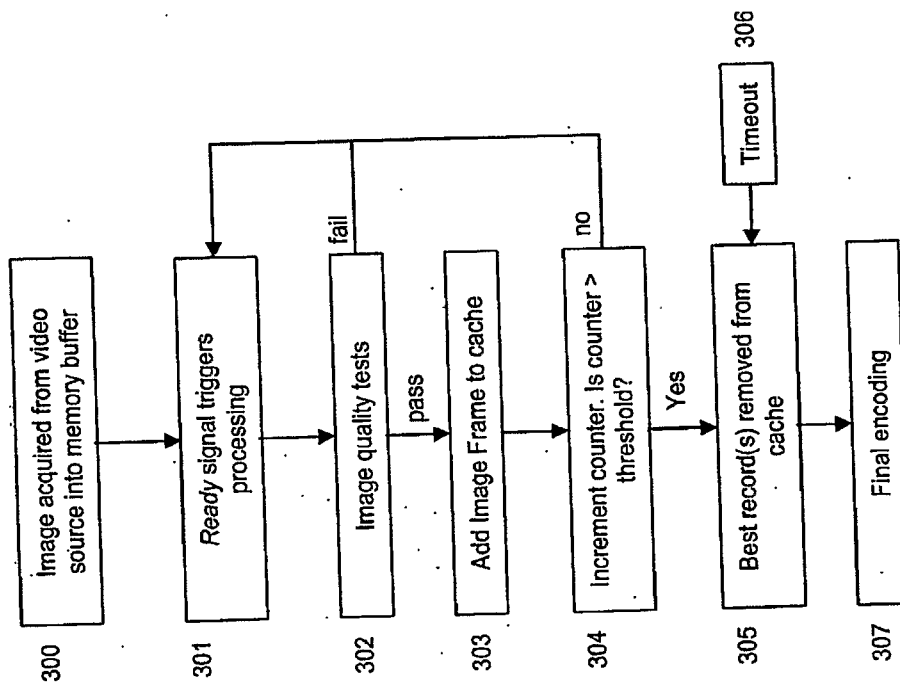 300
Image acquired from video
source into memory buffer
301
Ready signal triggers
processing
302
Image quality tests
fail
pass
303
Add Image Frame to cache
304
Increment counter. Is counter >
threshold?
no
Yes
305
Best record(s) removed from
cache
Timeout
306
307
Final encoding